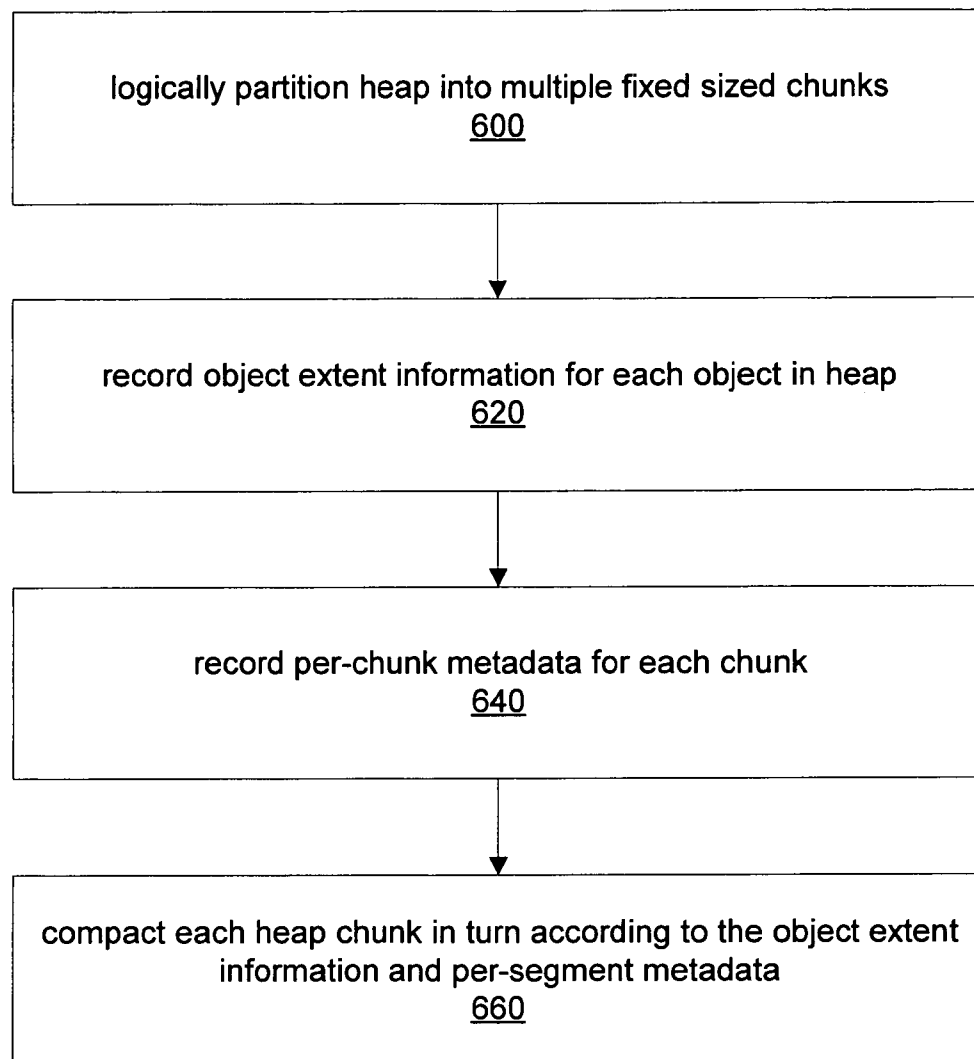 logically partition heap into multiple fixed sized chunks
600
record object extent information for each object in heap
620
record per-chunk metadata for each chunk
640
compact each heap chunk in turn according to the object extent
information and per-segment metadata
660